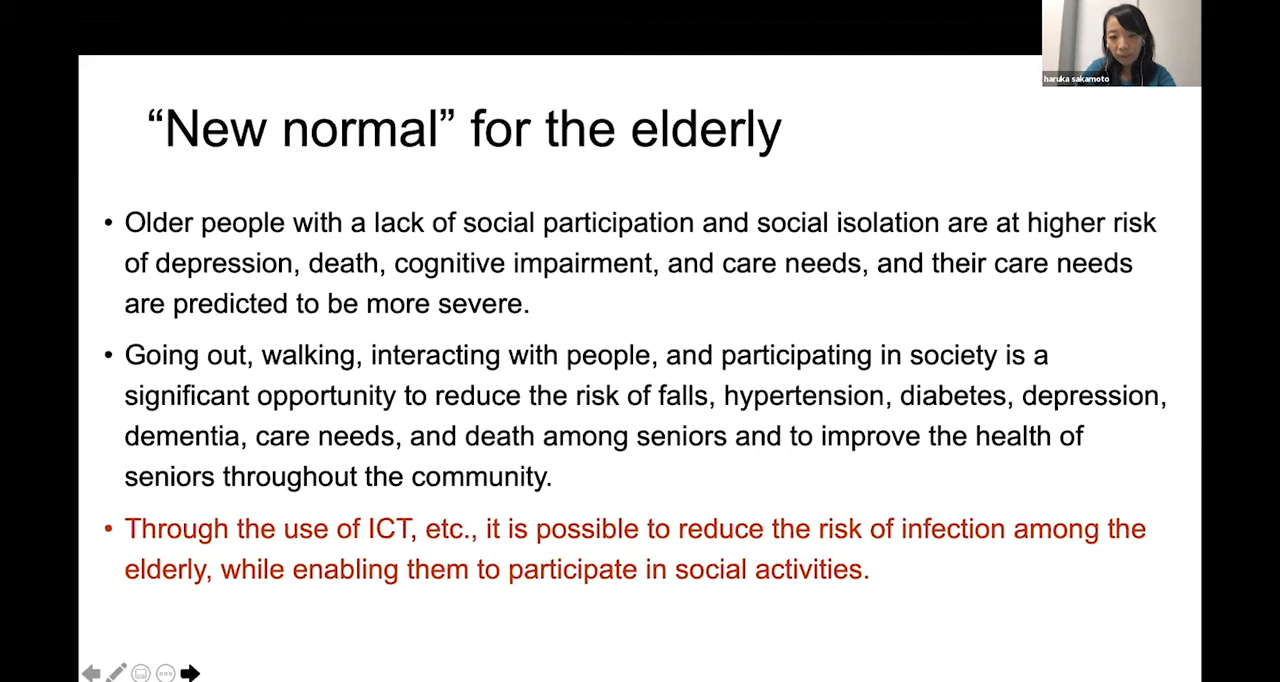 haruka sakamoto
“New normal” for the elderly
• Older people with a lack of social participation and social isolation are at higher risk
of depression, death, cognitive impairment, and care needs, and their care needs
are predicted to be more severe.
• Going out, walking, interacting with people, and participating in society is a
significant opportunity to reduce the risk of falls, hypertension, diabetes, depression,
dementia, care needs, and death among seniors and to improve the health of
seniors throughout the community.
• Through the use of ICT, etc., it is possible to reduce the risk of infection among the
elderly, while enabling them to participate in social activities.